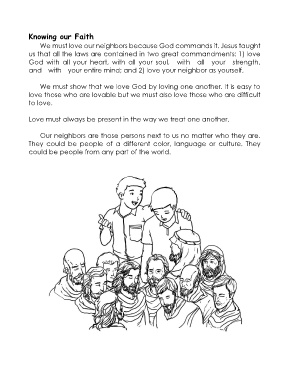 Knowing our Faith
We must love our neighbors because God commands it. Jesus taught
us that all the laws are contained in two great commandments: 1) love
God with all your heart, with all your soul, with all your strength,
and with your entire mind; and 2) love your neighbor as yourself.
We must show that we love God by loving one another. It is easy to
love those who are lovable but we must also love those who are difficult
to love.
Love must always be present in the way we treat one another.
Our neighbors are those persons next to us no matter who they are.
They could be people of a different color, language or culture. They
could be people from any part of the world.